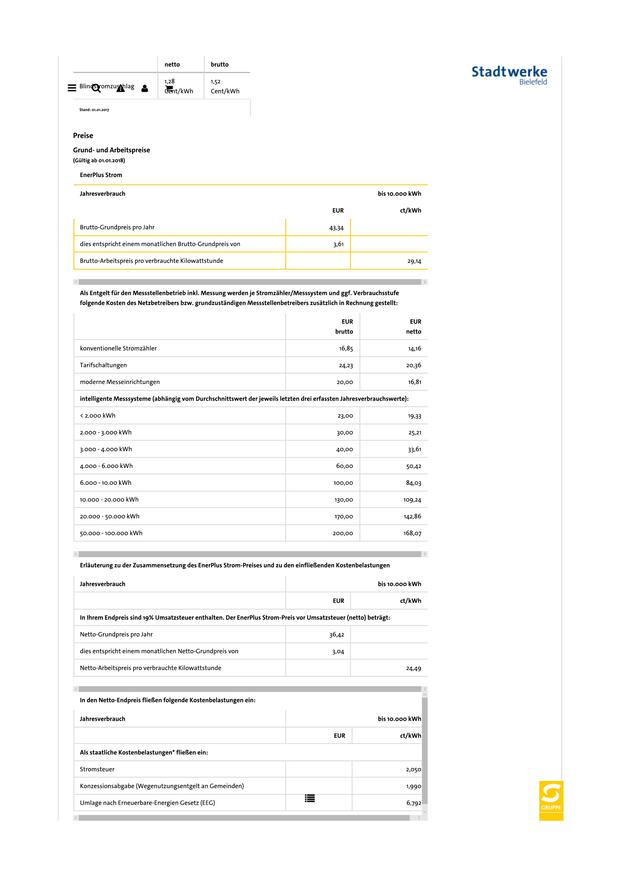 netto brutto
Stadtwerke
Bielefeld
Blindstromzuschlag 1,28 Cent/kWh 1,52 Cent/kWh
Stand: 01.01.2017
Preise
Grund- und Arbeitspreise
(Gültig ab 01.01.2018)
EnerPlus Strom
Jahresverbrauch bis 10.000 kWh
EUR ct/kWh
Brutto-Grundpreis pro Jahr 43,34
dies entspricht einem monatlichen Brutto-Grundpreis von 3,61
Brutto-Arbeitspreis pro verbrauchte Kilowattstunde 29,14
Als Entgelt für den Messstellenbetrieb inkl. Messung werden je Stromzähler/Messsystem und ggf. Verbrauchsstufe
folgende Kosten des Netzbetreibers bzw. grundzuständigen Messstellenbetreibers zusätzlich in Rechnung gestellt:
EUR EUR
brutto netto
konventionelle Stromzähler 16,85 14,16
Tarifschaltungen 24,23 20,36
moderne Messeinrichtungen 20,00 16,81
intelligente Messsysteme (abhängig vom Durchschnittswert der jeweils letzten drei erfassten Jahresverbrauchswerte):
< 2.000 kWh 23,00 19,33
2.000 - 3.000 kWh 30,00 25,21
3.000 - 4.000 kWh 40,00 33,61
4.000 - 6.000 kWh 60,00 50,42
6.000 - 10.00 kWh 100,00 84,03
10.000 - 20.000 kWh 130,00 109,24
20.000 - 50.000 kWh 170,00 142,86
50.000 - 100.000 kWh 200,00 168,07
Erläuterung zu der Zusammensetzung des EnerPlus Strom-Preises und zu den einfließenden Kostenbelastungen
Jahresverbrauch bis 10.000 kWh
EUR ct/kWh
In Ihrem Endpreis sind 19% Umsatzsteuer enthalten. Der EnerPlus Strom-Preis vor Umsatzsteuer (netto) beträgt:
Netto-Grundpreis pro Jahr 36,42
dies entspricht einem monatlichen Netto-Grundpreis von 3,04
Netto-Arbeitspreis pro verbrauchte Kilowattstunde 24,49
In den Netto-Endpreis fließen folgende Kostenbelastungen ein:
Jahresverbrauch bis 10.000 kWh
EUR ct/kWh
Als staatliche Kostenbelastungen* fließen ein:
Stromsteuer 2,050
Konzessionsabgabe (Wegenutzungsentgelt an Gemeinden) 1,990
Umlage nach Erneuerbare-Energien Gesetz (EEG) 6,792
GRUPPE